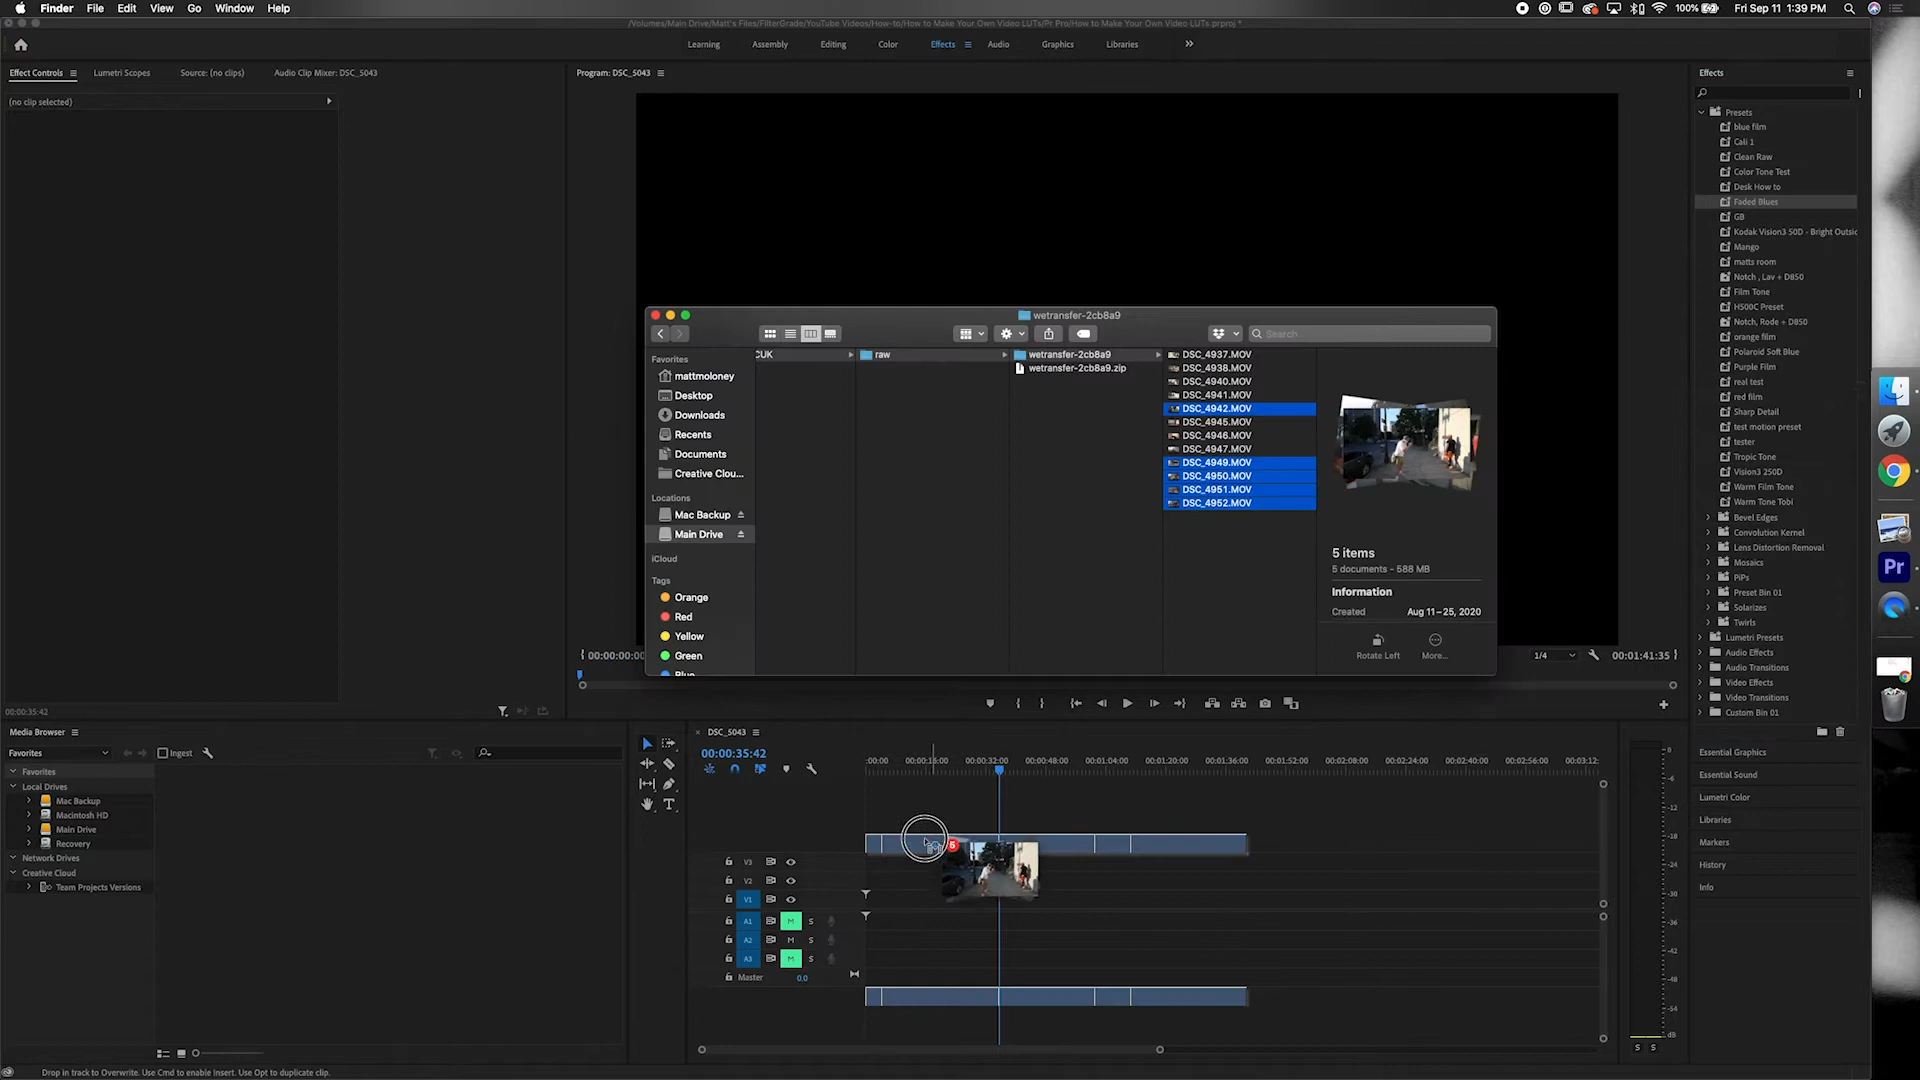 Finder File Edit View Go Window Help 100% Fri Sep 11 1:39 PM
/Volumes/Main Drive/Matt's Files/FilterGrade/YouTube Videos/How-to/How to Make Your Own Video LUTs/Pr Pro/How to Make Your Own Video LUTs.prproj *
Learning Assembly Editing Color Effects Audio Graphics Libraries
Effect Controls Lumetri Scopes Source: (no clips) Audio Clip Mixer: DSC_5043 Program: DSC_5043 Effects
(no clip selected)
Presets
blue film
Cali 1
Clean Raw
Color Tone Test
Desk How to
Faded Blues
GB
Kodak Vision3 50D - Bright Outsic
Mango
matts room
Notch , Lav + D850
Film Tone
H500C Preset
Notch, Rode + D850
orange film
Polaroid Soft Blue
Purple Film
real test
red film
Sharp Detail
test motion preset
tester
Tropic Tone
Vision3 250D
Warm Film Tone
Warm Tone Tobi
Bevel Edges
Convolution Kernel
Lens Distortion Removal
Mosaics
PiPs
Preset Bin 01
Solarizes
Twirls
Lumetri Presets
Audio Effects
Audio Transitions
Video Effects
Video Transitions
Custom Bin 01
wetransfer-2cb8a9
Search
Favorites
mattmoloney
Desktop
Downloads
Recents
Documents
Creative Clou...
Locations
Mac Backup
Main Drive
iCloud
Tags
Orange
Red
Yellow
Green
Blue
CUK
raw
wetransfer-2cb8a9
wetransfer-2cb8a9.zip
DSC_4937.MOV
DSC_4938.MOV
DSC_4940.MOV
DSC_4941.MOV
DSC_4942.MOV
DSC_4945.MOV
DSC_4946.MOV
DSC_4947.MOV
DSC_4949.MOV
DSC_4950.MOV
DSC_4951.MOV
DSC_4952.MOV
5 items
5 documents - 588 MB
Information
Created Aug 11–25, 2020
Rotate Left More...
00:00:00:00 1/4 00:01:41:35
00:00:35:42
Media Browser
Favorites Ingest
Favorites
Local Drives
Mac Backup
Macintosh HD
Main Drive
Recovery
Network Drives
Creative Cloud
Team Projects Versions
DSC_5043
00:00:35:42
:00:00 00:00:16:00 00:00:32:00 00:00:48:00 00:01:04:00 00:01:20:00 00:01:36:00 00:01:52:00 00:02:08:00 00:02:24:00 00:02:40:00 00:02:56:00 00:03:12:
5
V3
V2
V1
A1 M S
A2 M S
A3 M S
Master 0.0
0
-6
-12
-18
-24
-30
-36
-42
-48
-54
dB
S S
Essential Graphics
Essential Sound
Lumetri Color
Libraries
Markers
History
Info
Pr
Drop in track to Overwrite. Use Cmd to enable Insert. Use Opt to duplicate clip.